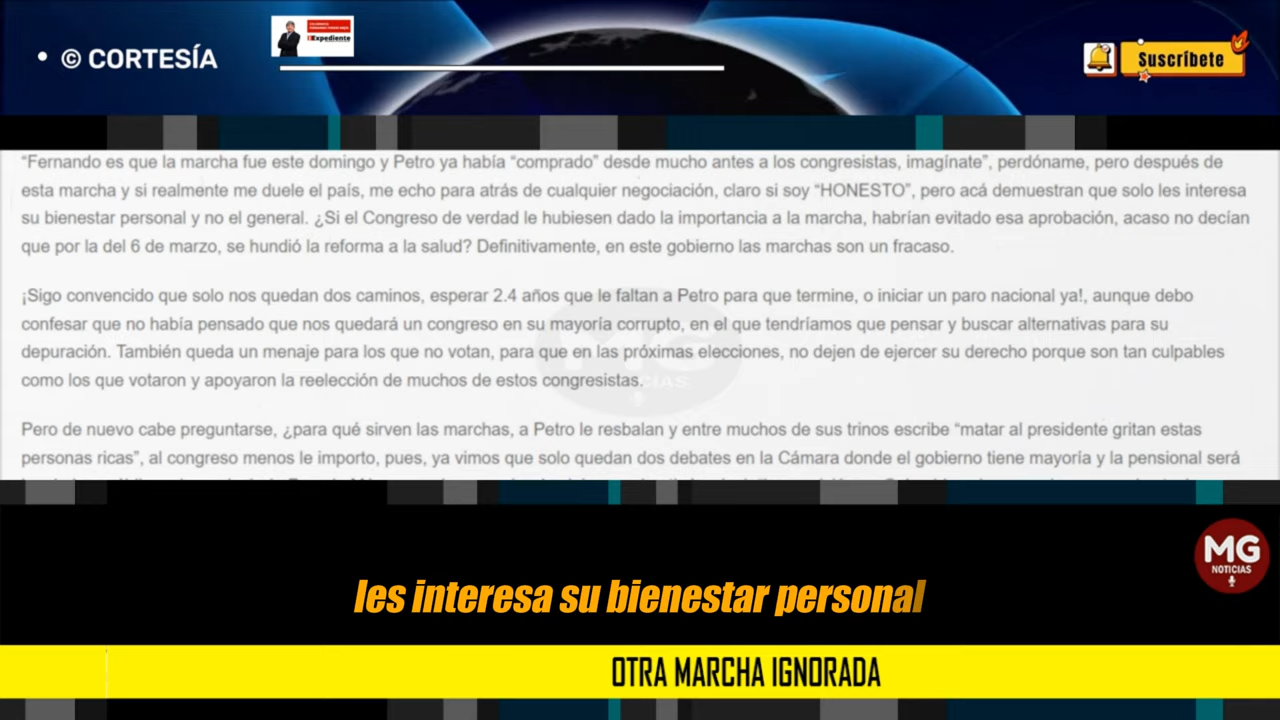 • © CORTESÍA
Expediente
Suscríbete
“Fernando es que la marcha fue este domingo y Petro ya había “comprado” desde mucho antes a los congresistas, imagínate”, perdóname, pero después de
esta marcha y si realmente me duele el país, me echo para atrás de cualquier negociación, claro si soy “HONESTO”, pero acá demuestran que solo les interesa
su bienestar personal y no el general. ¿Si el Congreso de verdad le hubiesen dado la importancia a la marcha, habrían evitado esa aprobación, acaso no decían
que por la del 6 de marzo, se hundió la reforma a la salud? Definitivamente, en este gobierno las marchas son un fracaso.
¡Sigo convencido que solo nos quedan dos caminos, esperar 2.4 años que le faltan a Petro para que termine, o iniciar un paro nacional ya!, aunque debo
confesar que no había pensado que nos quedará un congreso en su mayoría corrupto, en el que tendríamos que pensar y buscar alternativas para su
depuración. También queda un menaje para los que no votan, para que en las próximas elecciones, no dejen de ejercer su derecho porque son tan culpables
como los que votaron y apoyaron la reelección de muchos de estos congresistas.
Pero de nuevo cabe preguntarse, ¿para qué sirven las marchas, a Petro le resbalan y entre muchos de sus trinos escribe “matar al presidente gritan estas
personas ricas”, al congreso menos le importo, pues, ya vimos que solo quedan dos debates en la Cámara donde el gobierno tiene mayoría y la pensional será
MG
NOTICIAS
les interesa su bienestar personal
OTRA MARCHA IGNORADA